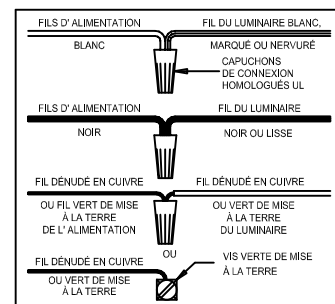 FILS D'ALIMENTATION
FIL DU LUMINAIRE BLANC,
BLANC
MARQUÉ OU NERVURÉ
CAPUCHONS
DE CONNEXION
HOMOLOGUÉS UL
FILS D'ALIMENTATION
FIL DU LUMINAIRE
NOIR
NOIR OU LISSE
FIL DÉNUDÉ EN CUIVRE
FIL DÉNUDÉ EN CUIVRE
OU FIL VERT DE MISE
À LA TERRE
DE L'ALIMENTATION
OU VERT DE MISE
À LA TERRE
DU LUMINAIRE
OU
FIL DÉNUDÉ EN CUIVRE
VIS VERTE DE MISE
À LA TERRE
OU VERT DE MISE
À LA TERRE